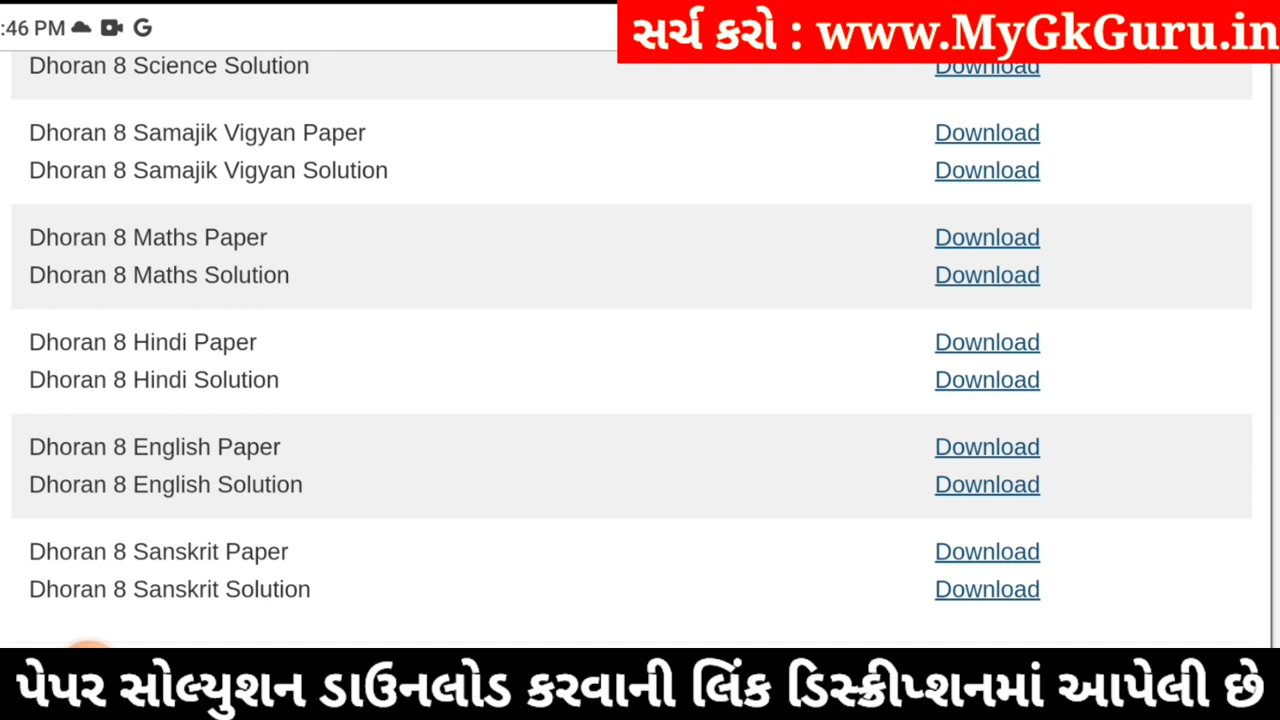 :46 PM
સર્ચ કરો : www.MyGkGuru.in
Dhoran 8 Science Solution Download
Dhoran 8 Samajik Vigyan Paper Download
Dhoran 8 Samajik Vigyan Solution Download
Dhoran 8 Maths Paper Download
Dhoran 8 Maths Solution Download
Dhoran 8 Hindi Paper Download
Dhoran 8 Hindi Solution Download
Dhoran 8 English Paper Download
Dhoran 8 English Solution Download
Dhoran 8 Sanskrit Paper Download
Dhoran 8 Sanskrit Solution Download
પેપર સોલ્યુશન ડાઉનલોડ કરવાની લિંક ડિસ્ક્રીપ્શનમાં આપેલી છે